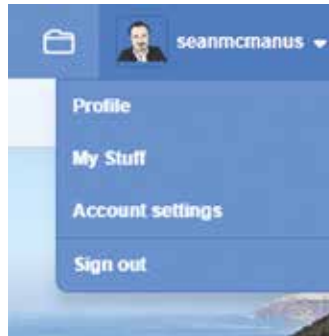 seanmcmanus
Profile
My Stuff
Account settings
Sign out